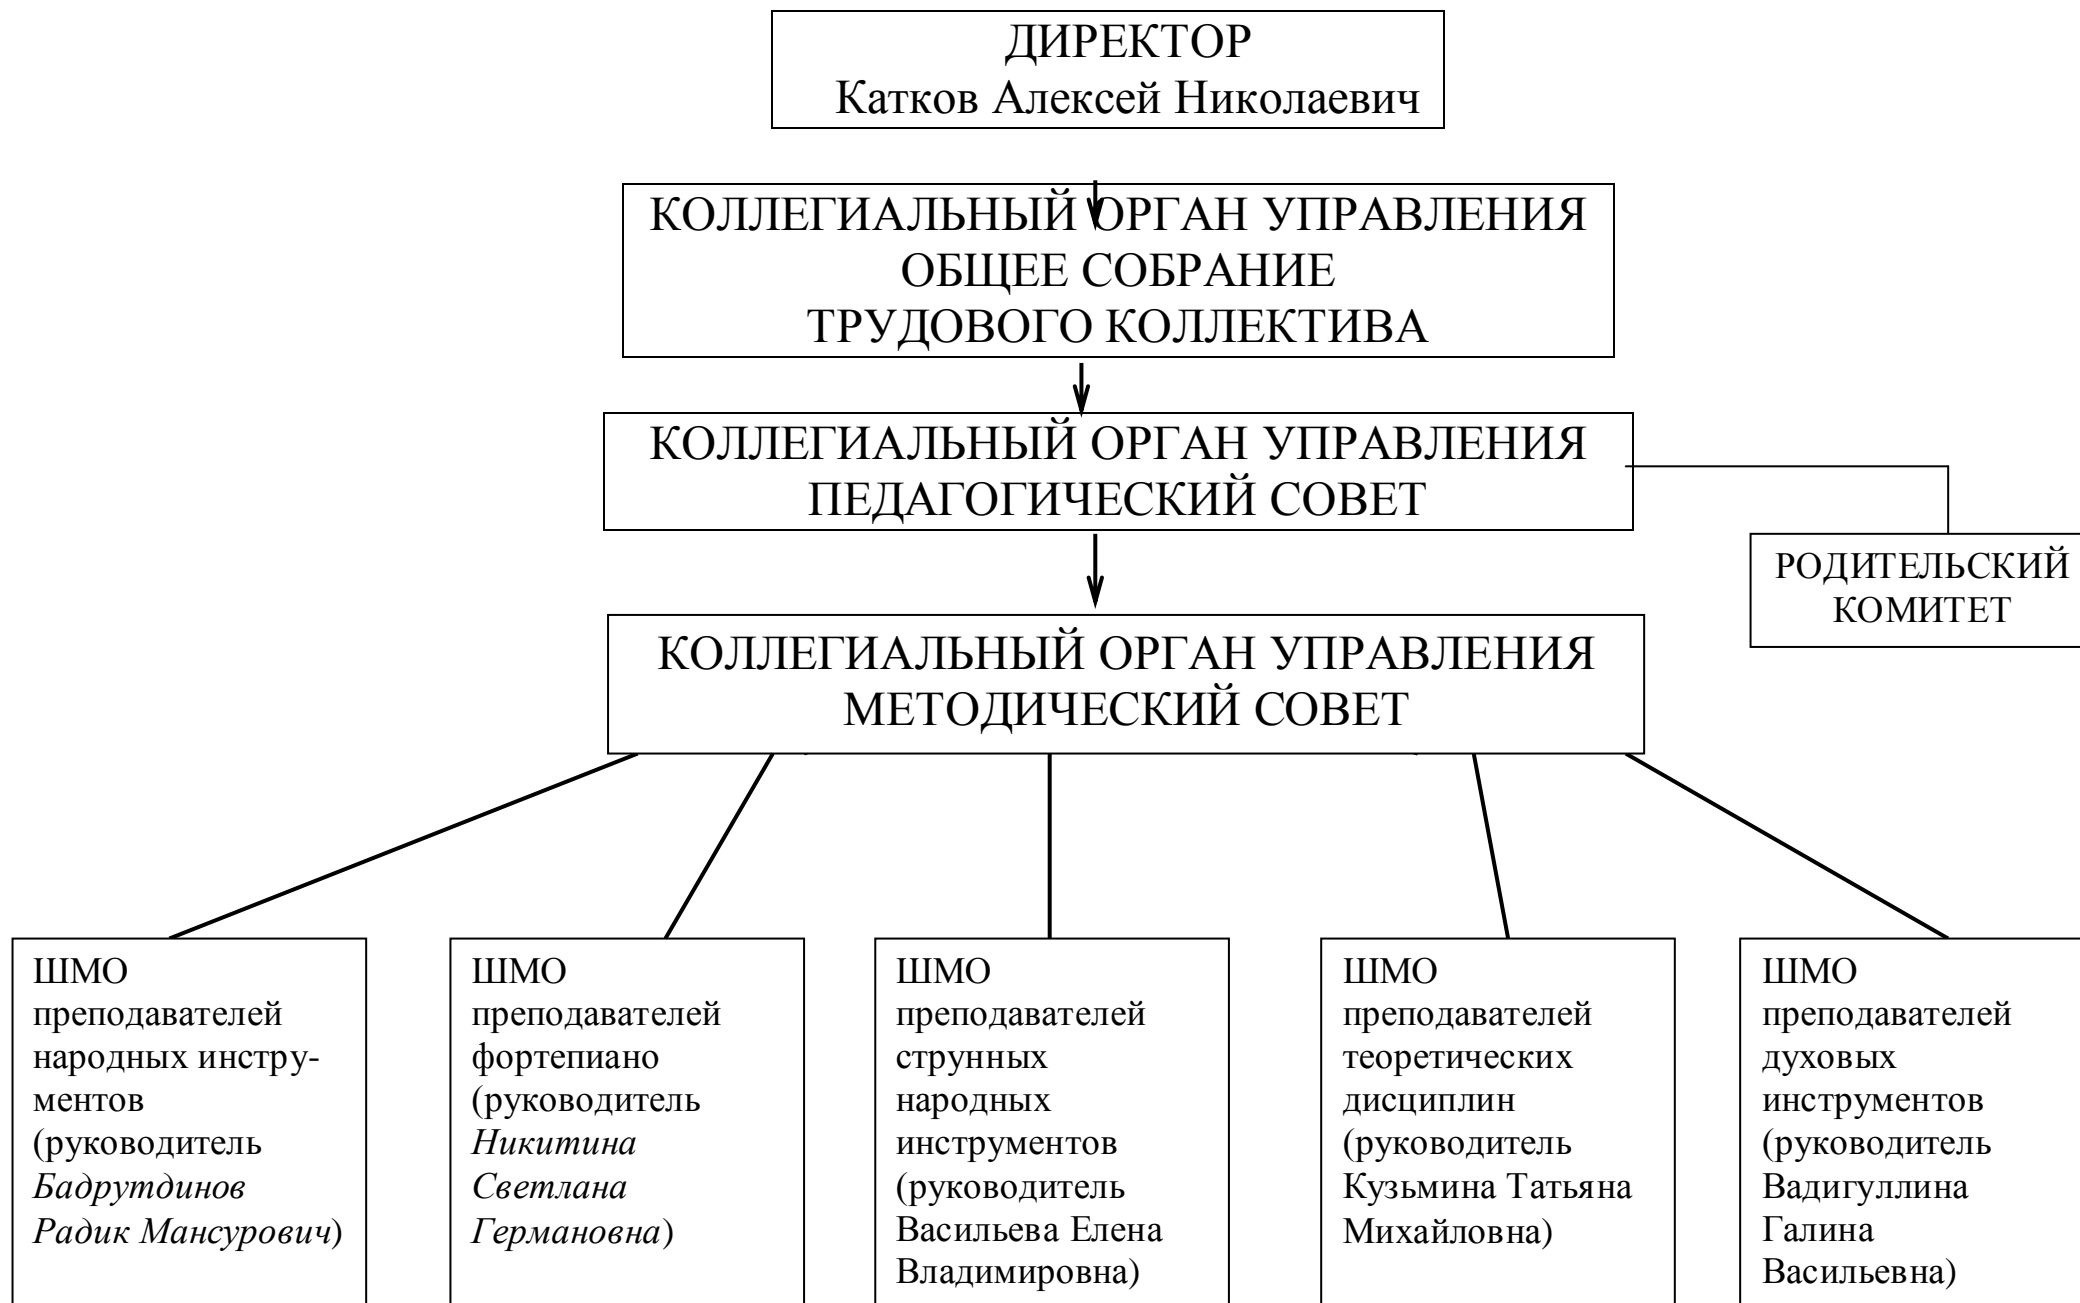 ДИРЕКТОР
Катков Алексей Николаевич
КОЛЛЕГИАЛЬНЫЙ ОРГАН УПРАВЛЕНИЯ
ОБЩЕЕ СОБРАНИЕ
ТРУДОВОГО КОЛЛЕКТИВА
КОЛЛЕГИАЛЬНЫЙ ОРГАН УПРАВЛЕНИЯ
ПЕДАГОГИЧЕСКИЙ СОВЕТ
РОДИТЕЛЬСКИЙ
КОМИТЕТ
КОЛЛЕГИАЛЬНЫЙ ОРГАН УПРАВЛЕНИЯ
МЕТОДИЧЕСКИЙ СОВЕТ
ШМО
преподавателей
народных инстру-
ментов
(руководитель
Бадрутдинов
Радик Мансурович)
ШМО
преподавателей
фортепиано
(руководитель
Никитина
Светлана
Германовна)
ШМО
преподавателей
струнных
народных
инструментов
(руководитель
Васильева Елена
Владимировна)
ШМО
преподавателей
теоретических
дисциплин
(руководитель
Кузьмина Татьяна
Михайловна)
ШМО
преподавателей
духовых
инструментов
(руководитель
Вадигуллина
Галина
Васильевна)